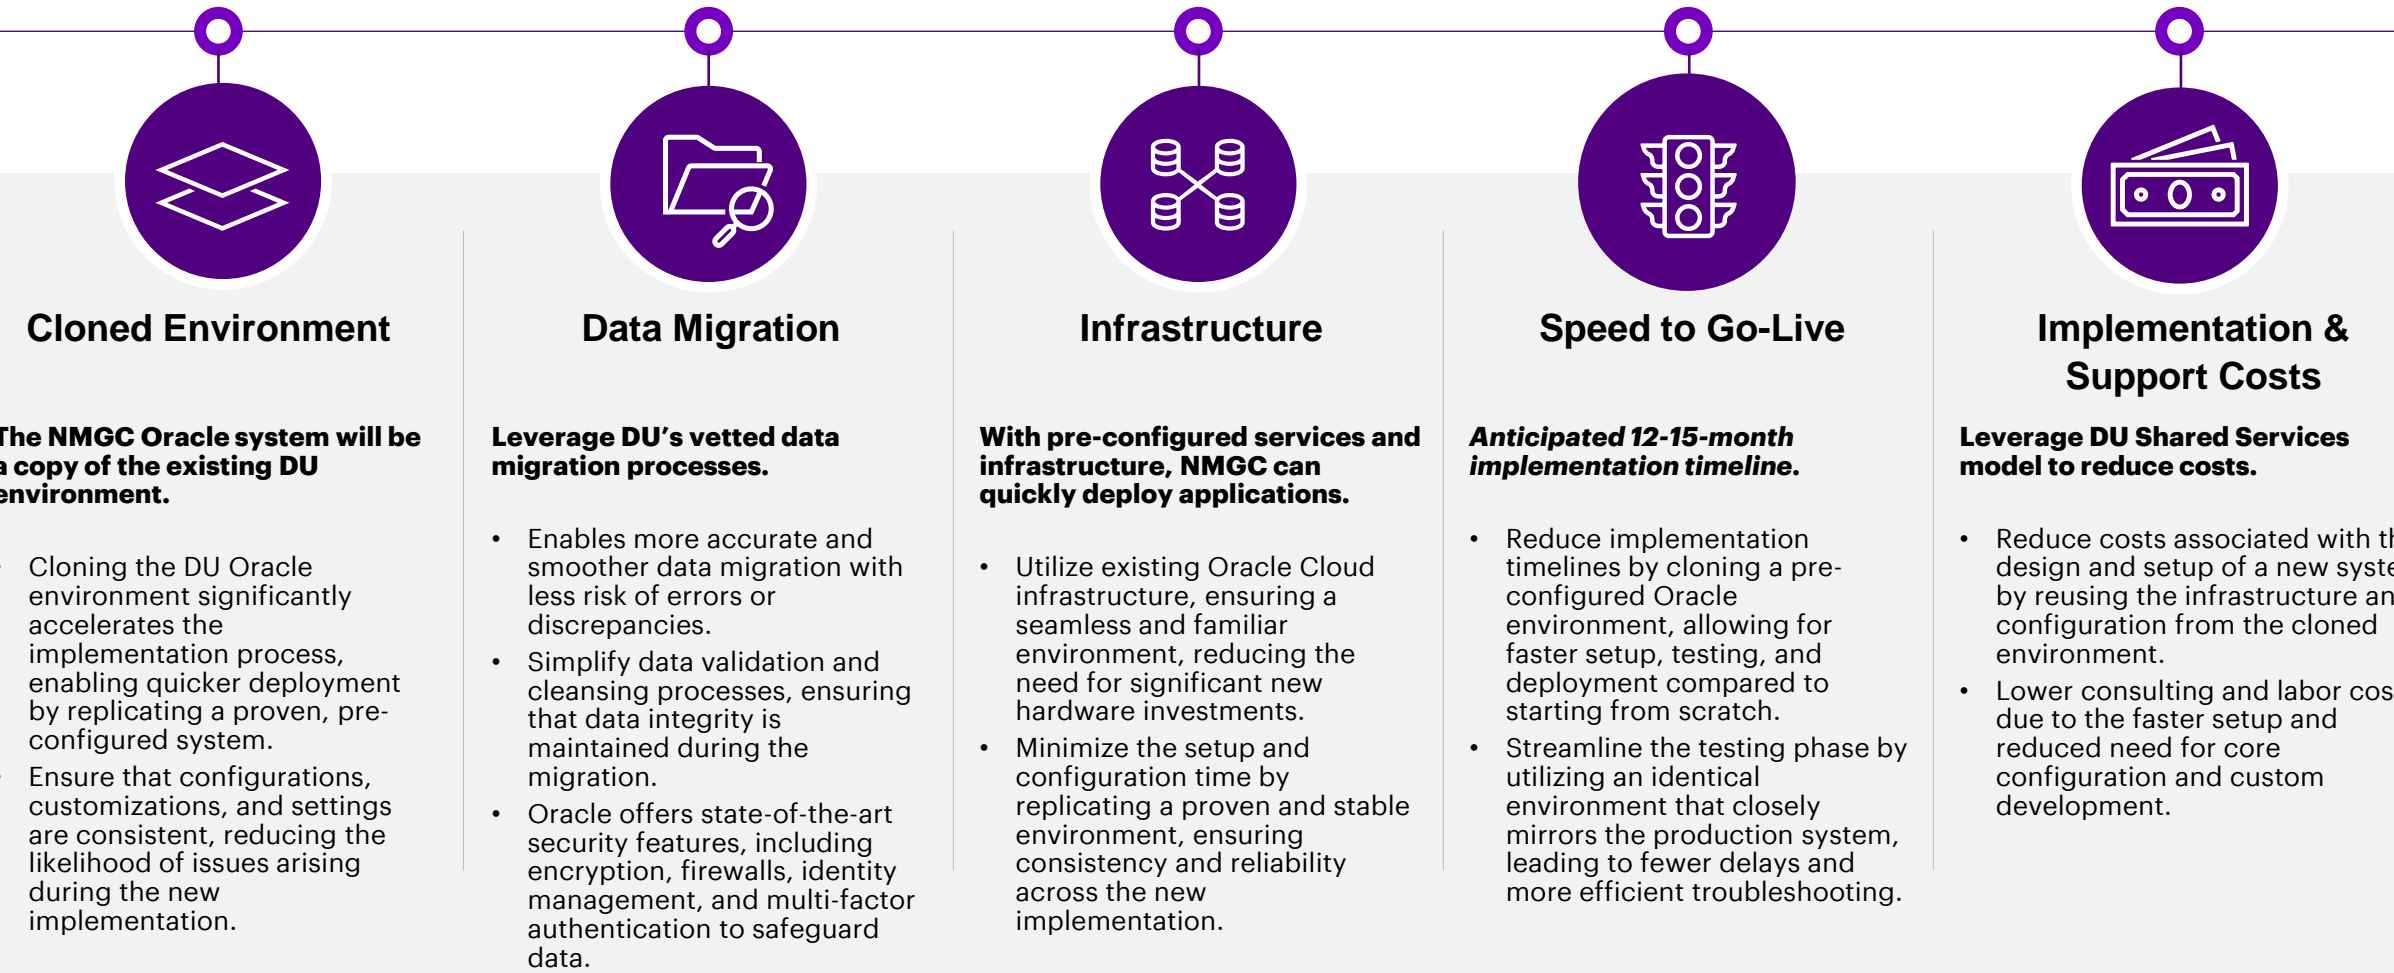 Cloned Environment
The NMGC Oracle system will be
a copy of the existing DU
environment.
• Cloning the DU Oracle
environment significantly
accelerates the
implementation process,
enabling quicker deployment
by replicating a proven, pre-
configured system.
• Ensure that configurations,
customizations, and settings
are consistent, reducing the
likelihood of issues arising
during the new
implementation.
Data Migration
Leverage DU’s vetted data
migration processes.
• Enables more accurate and
smoother data migration with
less risk of errors or
discrepancies.
• Simplify data validation and
cleansing processes, ensuring
that data integrity is
maintained during the
migration.
• Oracle offers state-of-the-art
security features, including
encryption, firewalls, identity
management, and multi-factor
authentication to safeguard
data.
Infrastructure
With pre-configured services and
infrastructure, NMGC can
quickly deploy applications.
• Utilize existing Oracle Cloud
infrastructure, ensuring a
seamless and familiar
environment, reducing the
need for significant new
hardware investments.
• Minimize the setup and
configuration time by
replicating a proven and stable
environment, ensuring
consistency and reliability
across the new
implementation.
Speed to Go-Live
Anticipated 12-15-month
implementation timeline.
• Reduce implementation
timelines by cloning a pre-
configured Oracle
environment, allowing for
faster setup, testing, and
deployment compared to
starting from scratch.
• Streamline the testing phase by
utilizing an identical
environment that closely
mirrors the production system,
leading to fewer delays and
more efficient troubleshooting.
Implementation &
Support Costs
Leverage DU Shared Services
model to reduce costs.
• Reduce costs associated with
design and setup of a new
by reusing the infrastructure
configuration from the cloned
environment.
• Lower consulting and labor
due to the faster setup and
reduced need for core
configuration and custom
development.